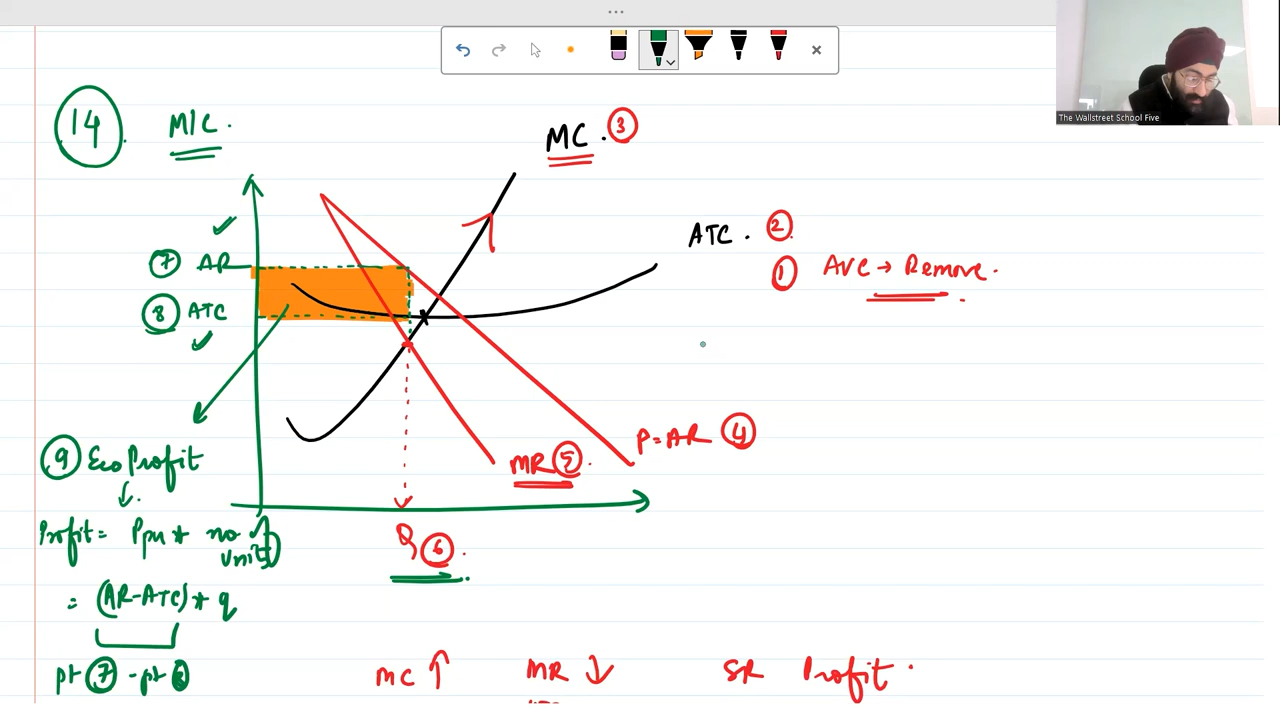 The Wallstreet School Five
14. M/C.
MC. 3
ATC. 2
1 AVC → Remove.
7 AR
8 ATC
P=AR 4
MR 5.
9 Eco Profit
Q 6.
Profit = Ppu * no of units
= (AR-ATC) * q
pt 7 - pt 8
MC ↑ MR ↓ SR Profit.